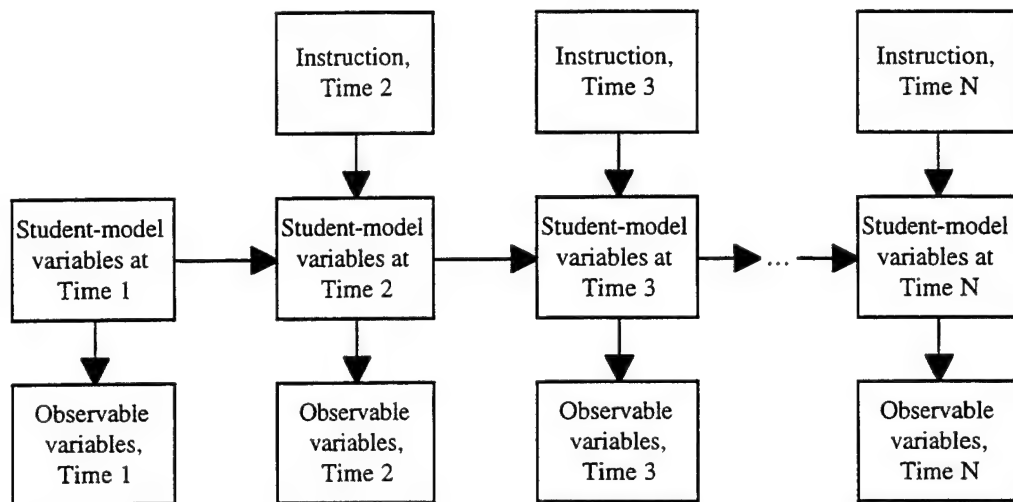 Instruction,
Time 2
Instruction,
Time 3
Instruction,
Time N
Student-model
variables at
Time 1
Student-model
variables at
Time 2
Student-model
variables at
Time 3
...
Student-model
variables at
Time N
Observable
variables,
Time 1
Observable
variables,
Time 2
Observable
variables,
Time 3
Observable
variables,
Time N